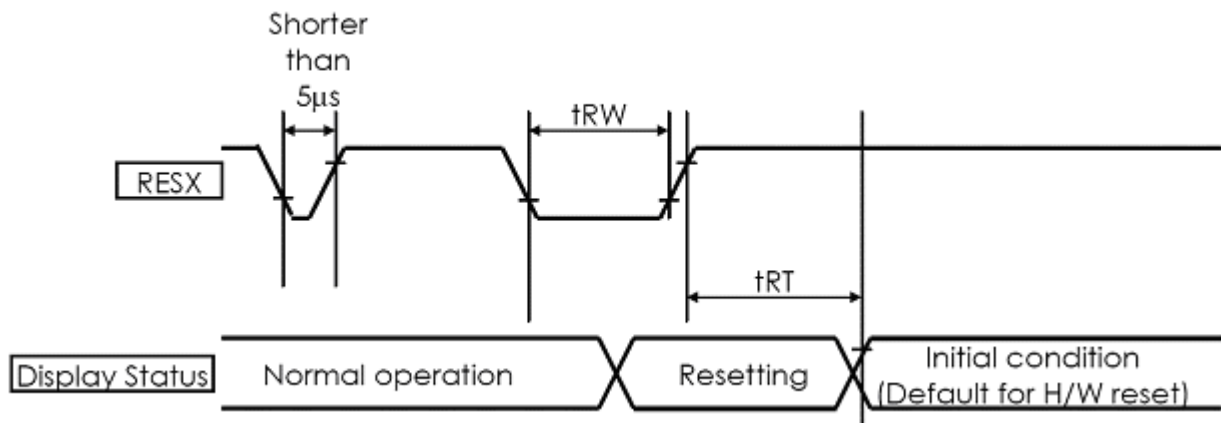 Shorter
than
5µs
tRW
RESX
tRT
Display Status
Normal operation
Resetting
Initial condition
(Default for H/W reset)